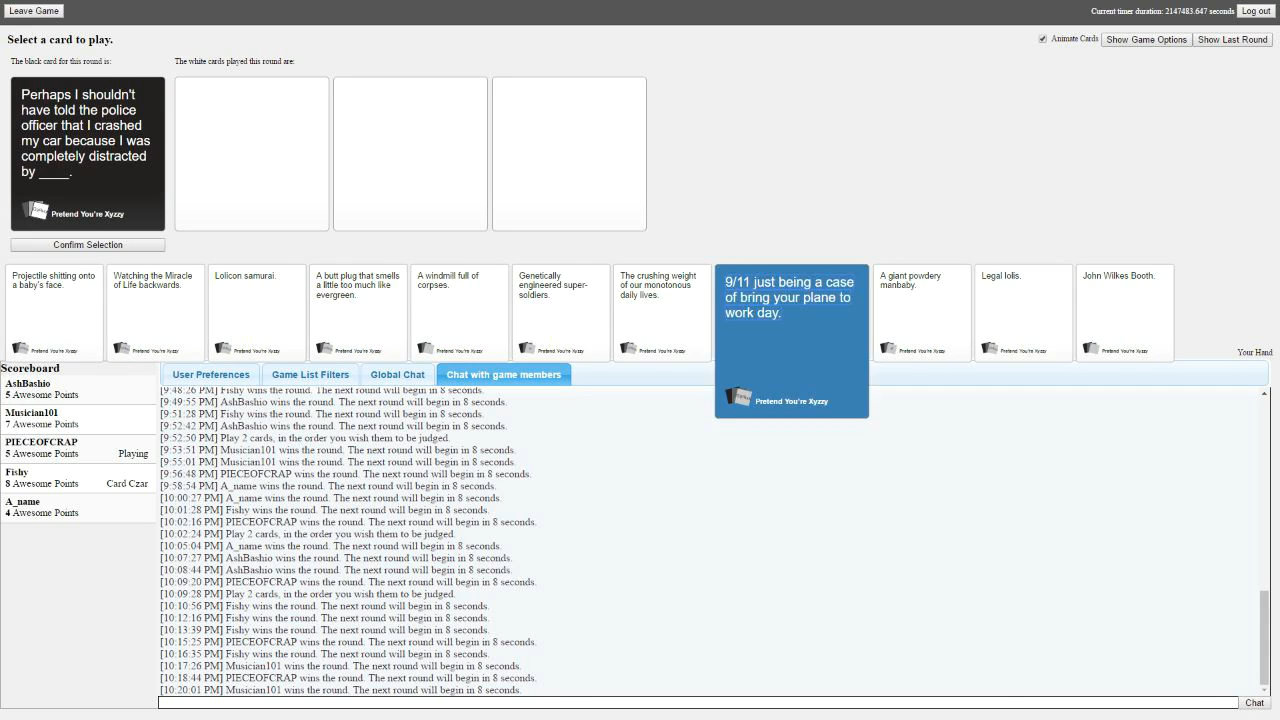 Leave Game
Current timer duration: 2147483.647 seconds
Log out
Select a card to play.
Animate Cards
Show Game Options
Show Last Round
The black card for this round is:
The white cards played this round are:
Perhaps I shouldn't
have told the police
officer that I crashed
my car because I was
completely distracted
by ____.
Pretend You're Xyzzy
Confirm Selection
Projectile shitting onto
a baby's face.
Pretend You're Xyzzy
Watching the Miracle
of Life backwards.
Pretend You're Xyzzy
Lolicon samurai.
Pretend You're Xyzzy
A butt plug that smells
a little too much like
evergreen.
Pretend You're Xyzzy
A windmill full of
corpses.
Pretend You're Xyzzy
Genetically
engineered super-
soldiers.
Pretend You're Xyzzy
The crushing weight
of our monotonous
daily lives.
Pretend You're Xyzzy
9/11 just being a case
of bring your plane to
work day.
Pretend You're Xyzzy
A giant powdery
manbaby.
Pretend You're Xyzzy
Legal lolis.
Pretend You're Xyzzy
John Wilkes Booth.
Pretend You're Xyzzy
Your Hand
Scoreboard
AshBashio
5 Awesome Points
Musician101
7 Awesome Points
PIECEOFCRAP
5 Awesome Points Playing
Fishy
8 Awesome Points Card Czar
A_name
4 Awesome Points
User Preferences
Game List Filters
Global Chat
Chat with game members
[9:48:26 PM] Fishy wins the round. The next round will begin in 8 seconds.
[9:49:55 PM] AshBashio wins the round. The next round will begin in 8 seconds.
[9:51:28 PM] Fishy wins the round. The next round will begin in 8 seconds.
[9:52:42 PM] AshBashio wins the round. The next round will begin in 8 seconds.
[9:52:50 PM] Play 2 cards, in the order you wish them to be judged.
[9:53:51 PM] Musician101 wins the round. The next round will begin in 8 seconds.
[9:55:01 PM] Musician101 wins the round. The next round will begin in 8 seconds.
[9:56:48 PM] PIECEOFCRAP wins the round. The next round will begin in 8 seconds.
[9:58:54 PM] A_name wins the round. The next round will begin in 8 seconds.
[10:00:27 PM] A_name wins the round. The next round will begin in 8 seconds.
[10:01:28 PM] Fishy wins the round. The next round will begin in 8 seconds.
[10:02:16 PM] PIECEOFCRAP wins the round. The next round will begin in 8 seconds.
[10:02:24 PM] Play 2 cards, in the order you wish them to be judged.
[10:05:04 PM] A_name wins the round. The next round will begin in 8 seconds.
[10:07:27 PM] AshBashio wins the round. The next round will begin in 8 seconds.
[10:08:44 PM] AshBashio wins the round. The next round will begin in 8 seconds.
[10:09:20 PM] PIECEOFCRAP wins the round. The next round will begin in 8 seconds.
[10:09:28 PM] Play 2 cards, in the order you wish them to be judged.
[10:10:56 PM] Fishy wins the round. The next round will begin in 8 seconds.
[10:12:16 PM] Fishy wins the round. The next round will begin in 8 seconds.
[10:13:39 PM] Fishy wins the round. The next round will begin in 8 seconds.
[10:15:25 PM] PIECEOFCRAP wins the round. The next round will begin in 8 seconds.
[10:16:35 PM] Fishy wins the round. The next round will begin in 8 seconds.
[10:17:26 PM] Musician101 wins the round. The next round will begin in 8 seconds.
[10:18:44 PM] PIECEOFCRAP wins the round. The next round will begin in 8 seconds.
[10:20:01 PM] Musician101 wins the round. The next round will begin in 8 seconds.
Chat